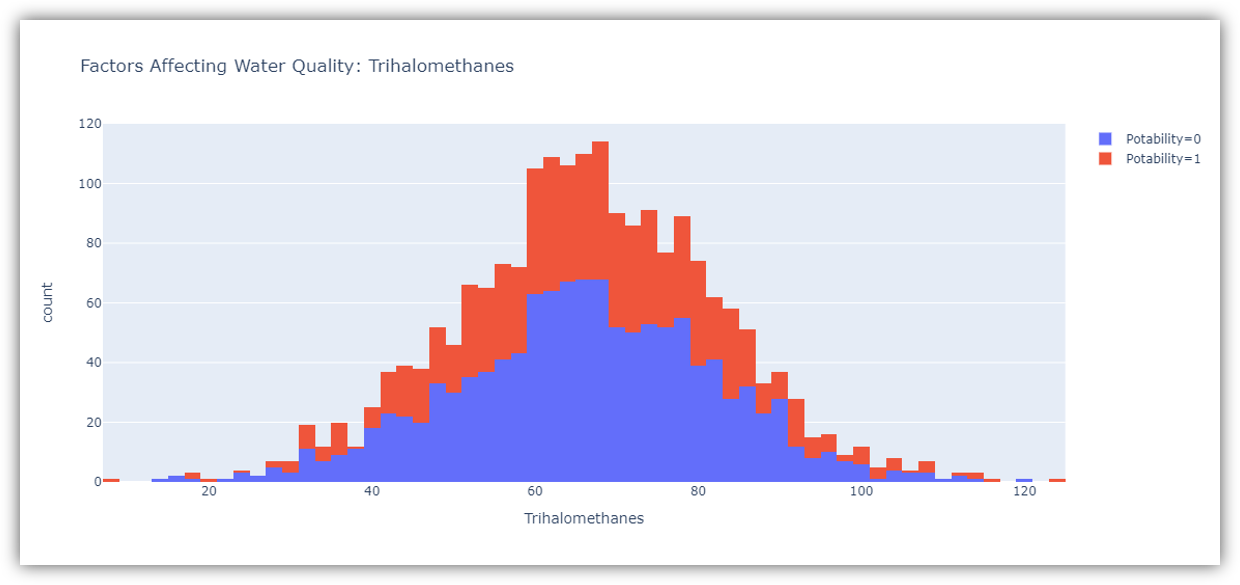 Factors Affecting Water Quality: Trihalomethanes
Potability=0
Potability=1
120
100
80
60
40
20
0
count
20 40 60 80 100 120
Trihalomethanes